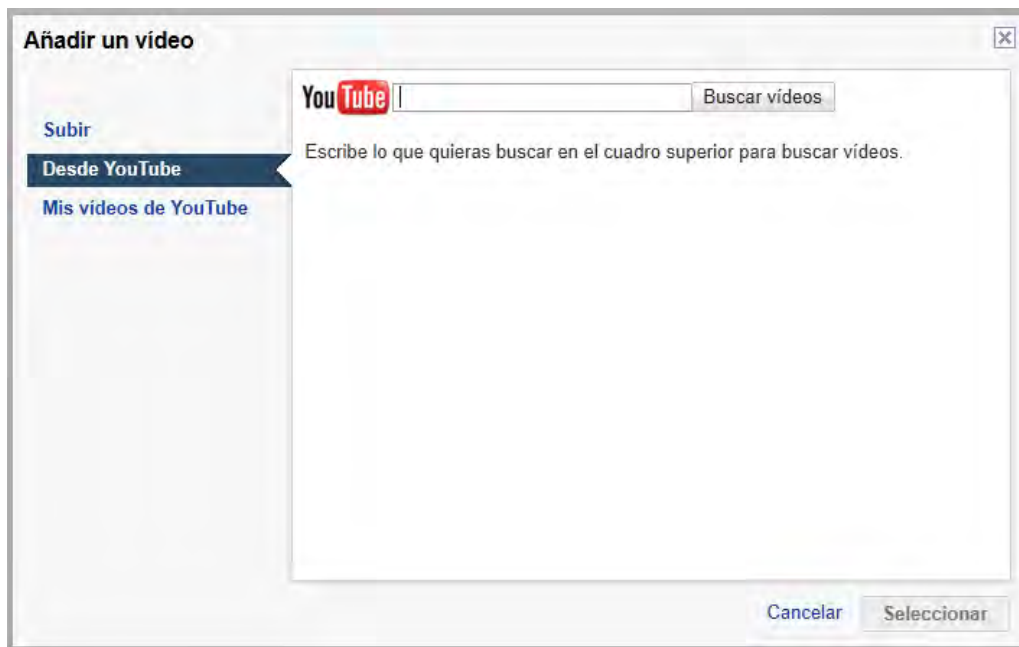 Añadir un vídeo
YouTube
Buscar vídeos
Subir
Desde YouTube
Mis vídeos de YouTube
Escribe lo que quieras buscar en el cuadro superior para buscar vídeos.
Cancelar
Seleccionar